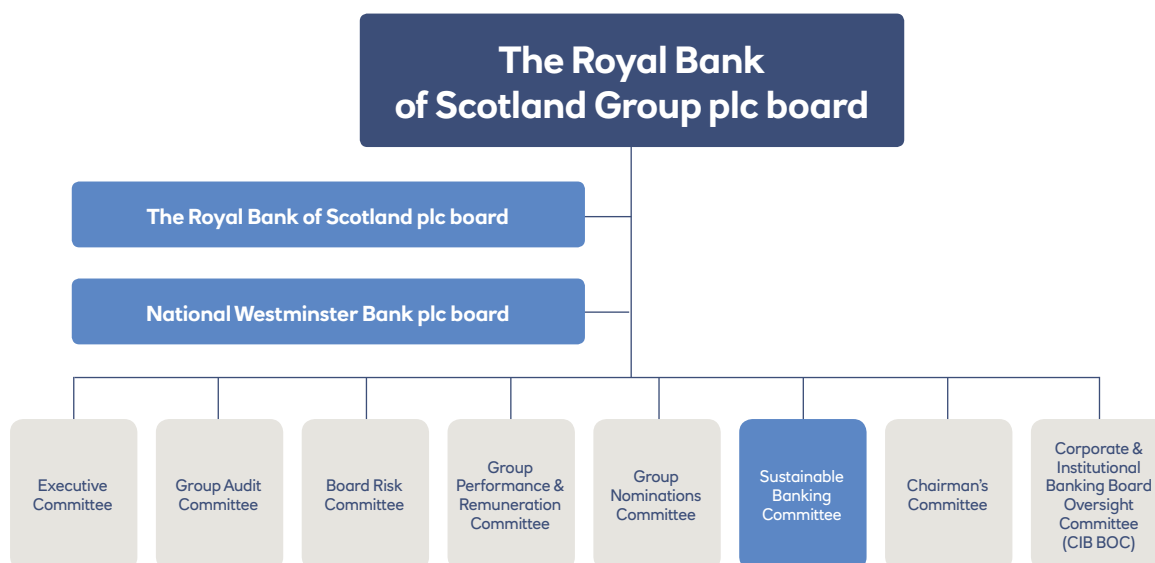 The Royal Bank
of Scotland Group plc board
The Royal Bank of Scotland plc board
National Westminster Bank plc board
Executive
Committee
Group Audit
Committee
Board Risk
Committee
Group
Performance &
Remuneration
Committee
Group
Nominations
Committee
Sustainable
Banking
Committee
Chairman's
Committee
Corporate &
Institutional
Banking Board
Oversight
Committee
(CIB BOC)